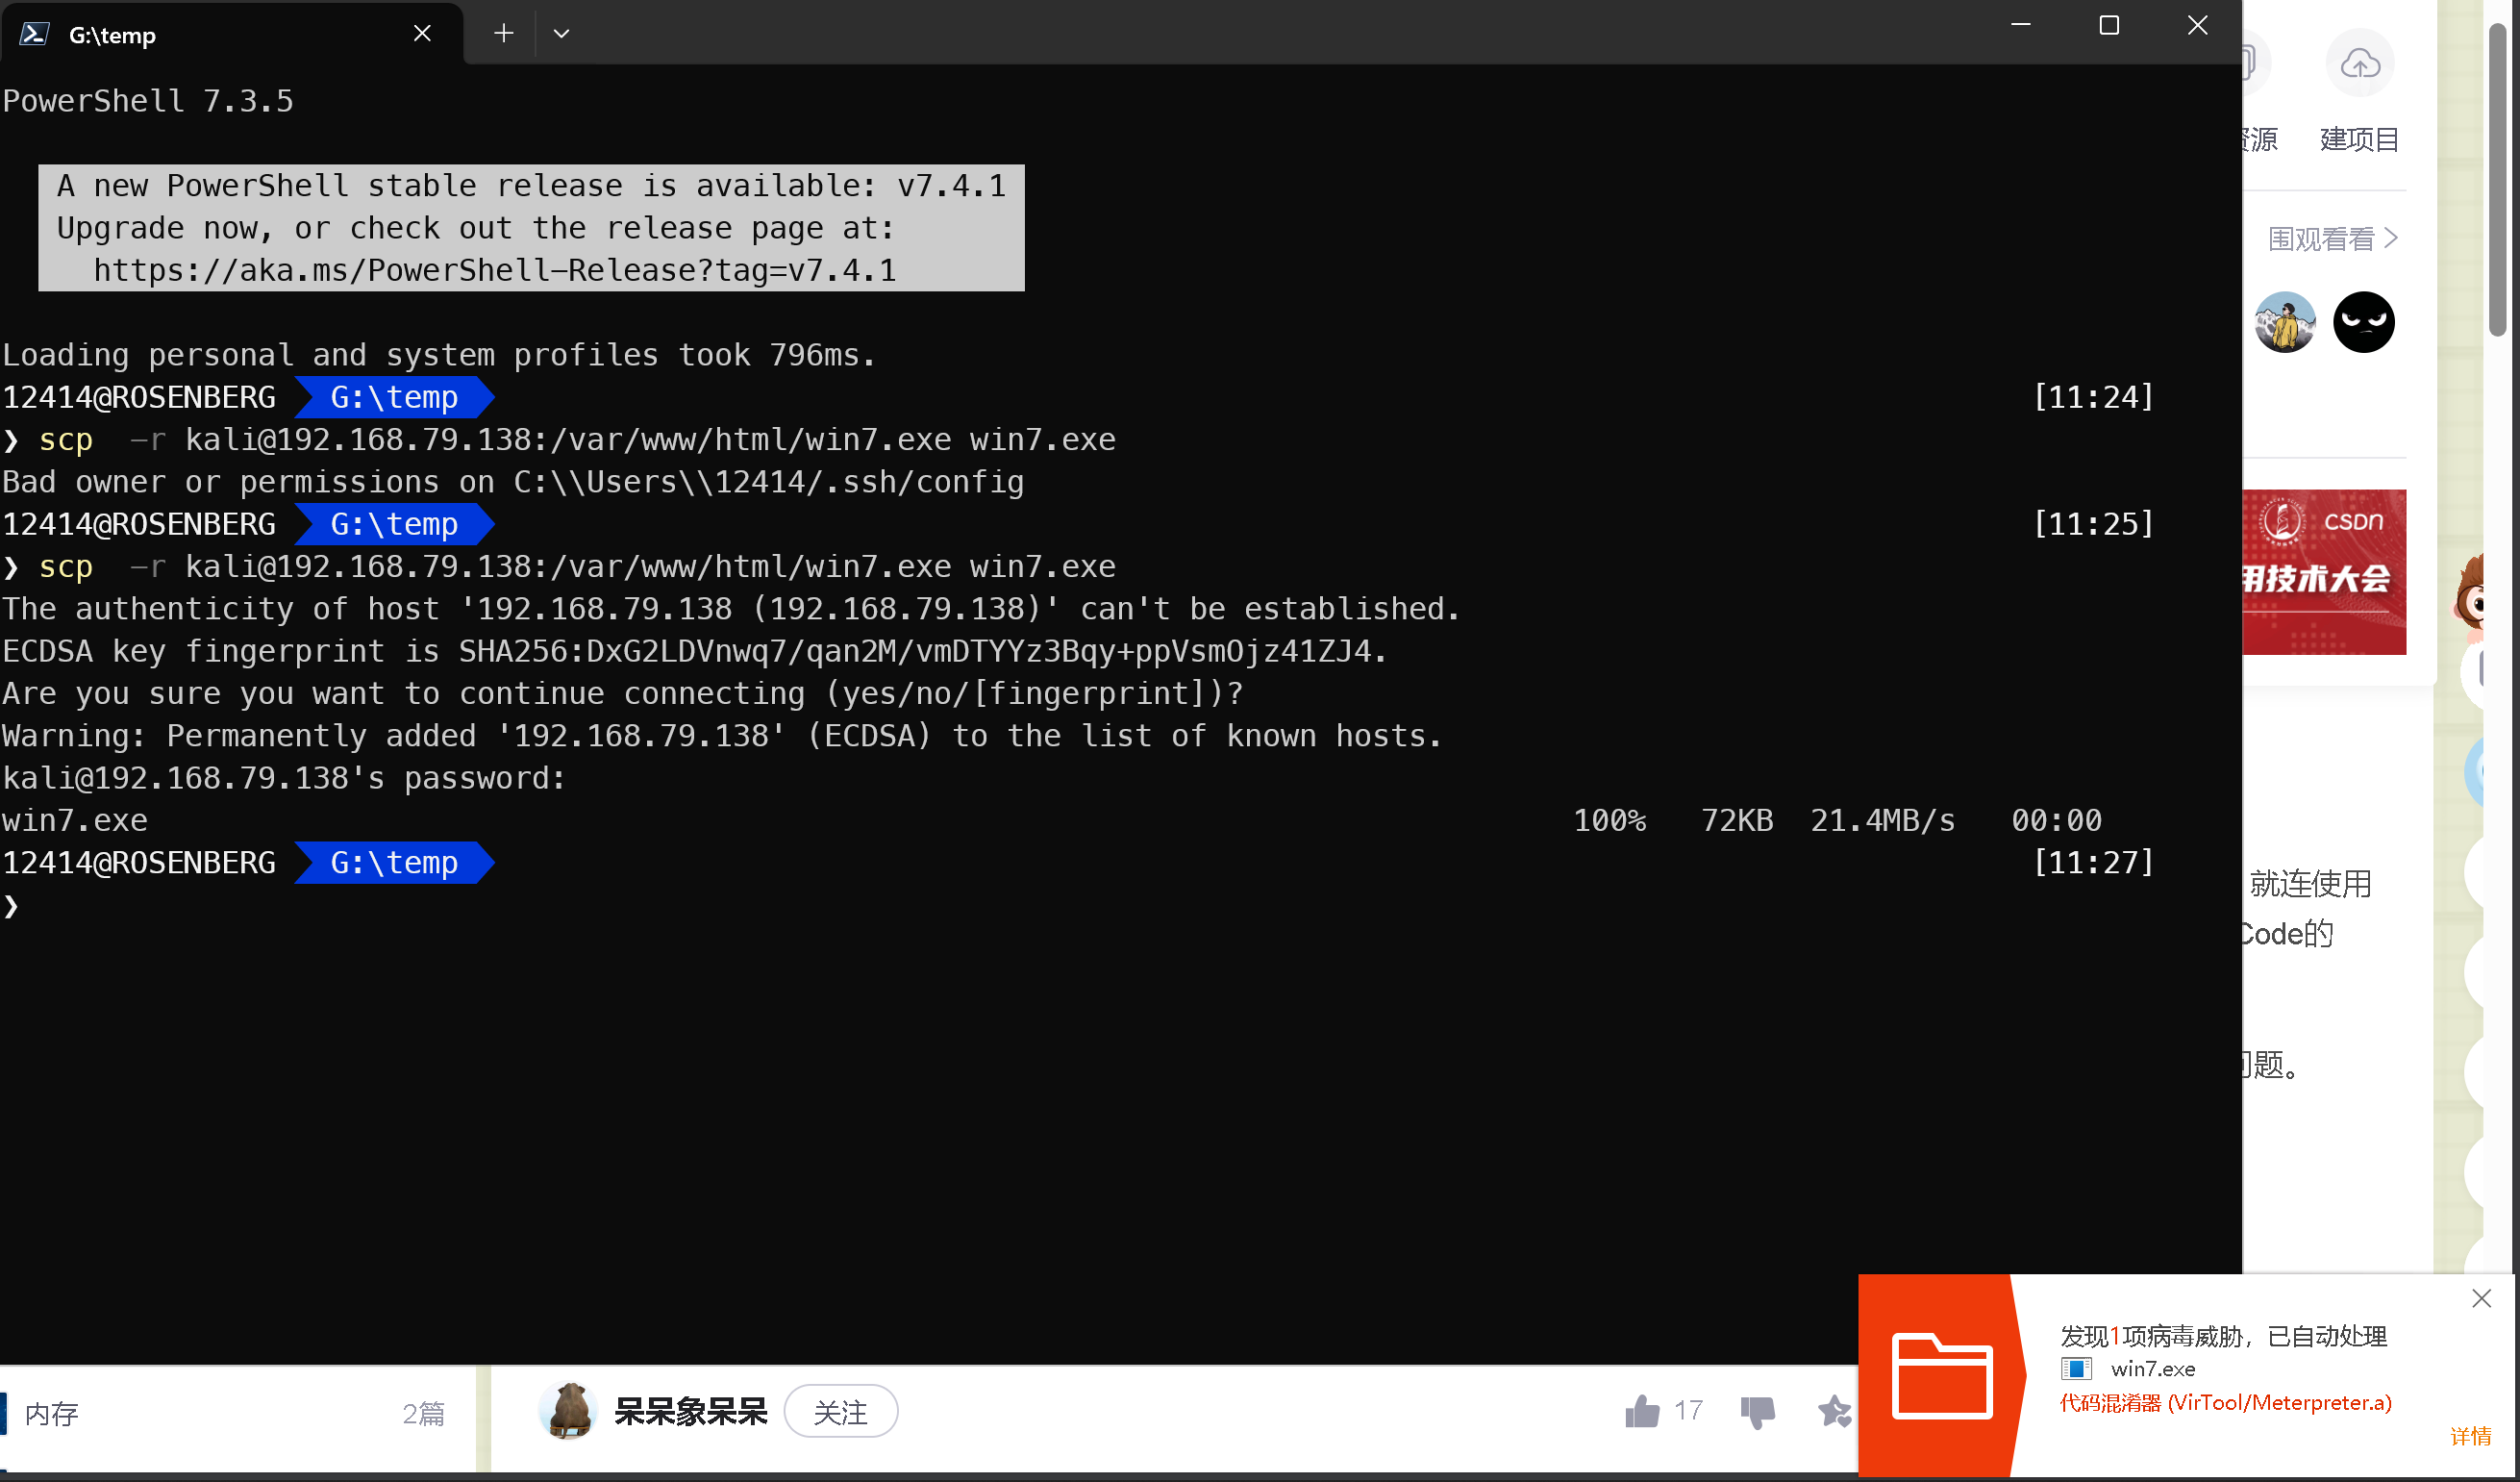 G:\temp
PowerShell 7.3.5
A new PowerShell stable release is available: v7.4.1
Upgrade now, or check out the release page at:
https://aka.ms/PowerShell-Release?tag=v7.4.1
Loading personal and system profiles took 796ms.
12414@ROSENBERG G:\temp [11:24]
❯ scp -r kali@192.168.79.138:/var/www/html/win7.exe win7.exe
Bad owner or permissions on C:\\Users\\12414/.ssh/config
12414@ROSENBERG G:\temp [11:25]
❯ scp -r kali@192.168.79.138:/var/www/html/win7.exe win7.exe
The authenticity of host '192.168.79.138 (192.168.79.138)' can't be established.
ECDSA key fingerprint is SHA256:DxG2LDVnwq7/qan2M/vmDTYYz3Bqy+ppVsmOjz41ZJ4.
Are you sure you want to continue connecting (yes/no/[fingerprint])?
Warning: Permanently added '192.168.79.138' (ECDSA) to the list of known hosts.
kali@192.168.79.138's password:
win7.exe 100% 72KB 21.4MB/s 00:00
12414@ROSENBERG G:\temp [11:27]
❯
资源 建项目
围观看看
CSDN
用技术大会
就连使用
Code的
问题。
内存 2篇
呆呆象呆呆 关注 17
发现1项病毒威胁，已自动处理
win7.exe
代码混淆器 (VirTool/Meterpreter.a)
详情